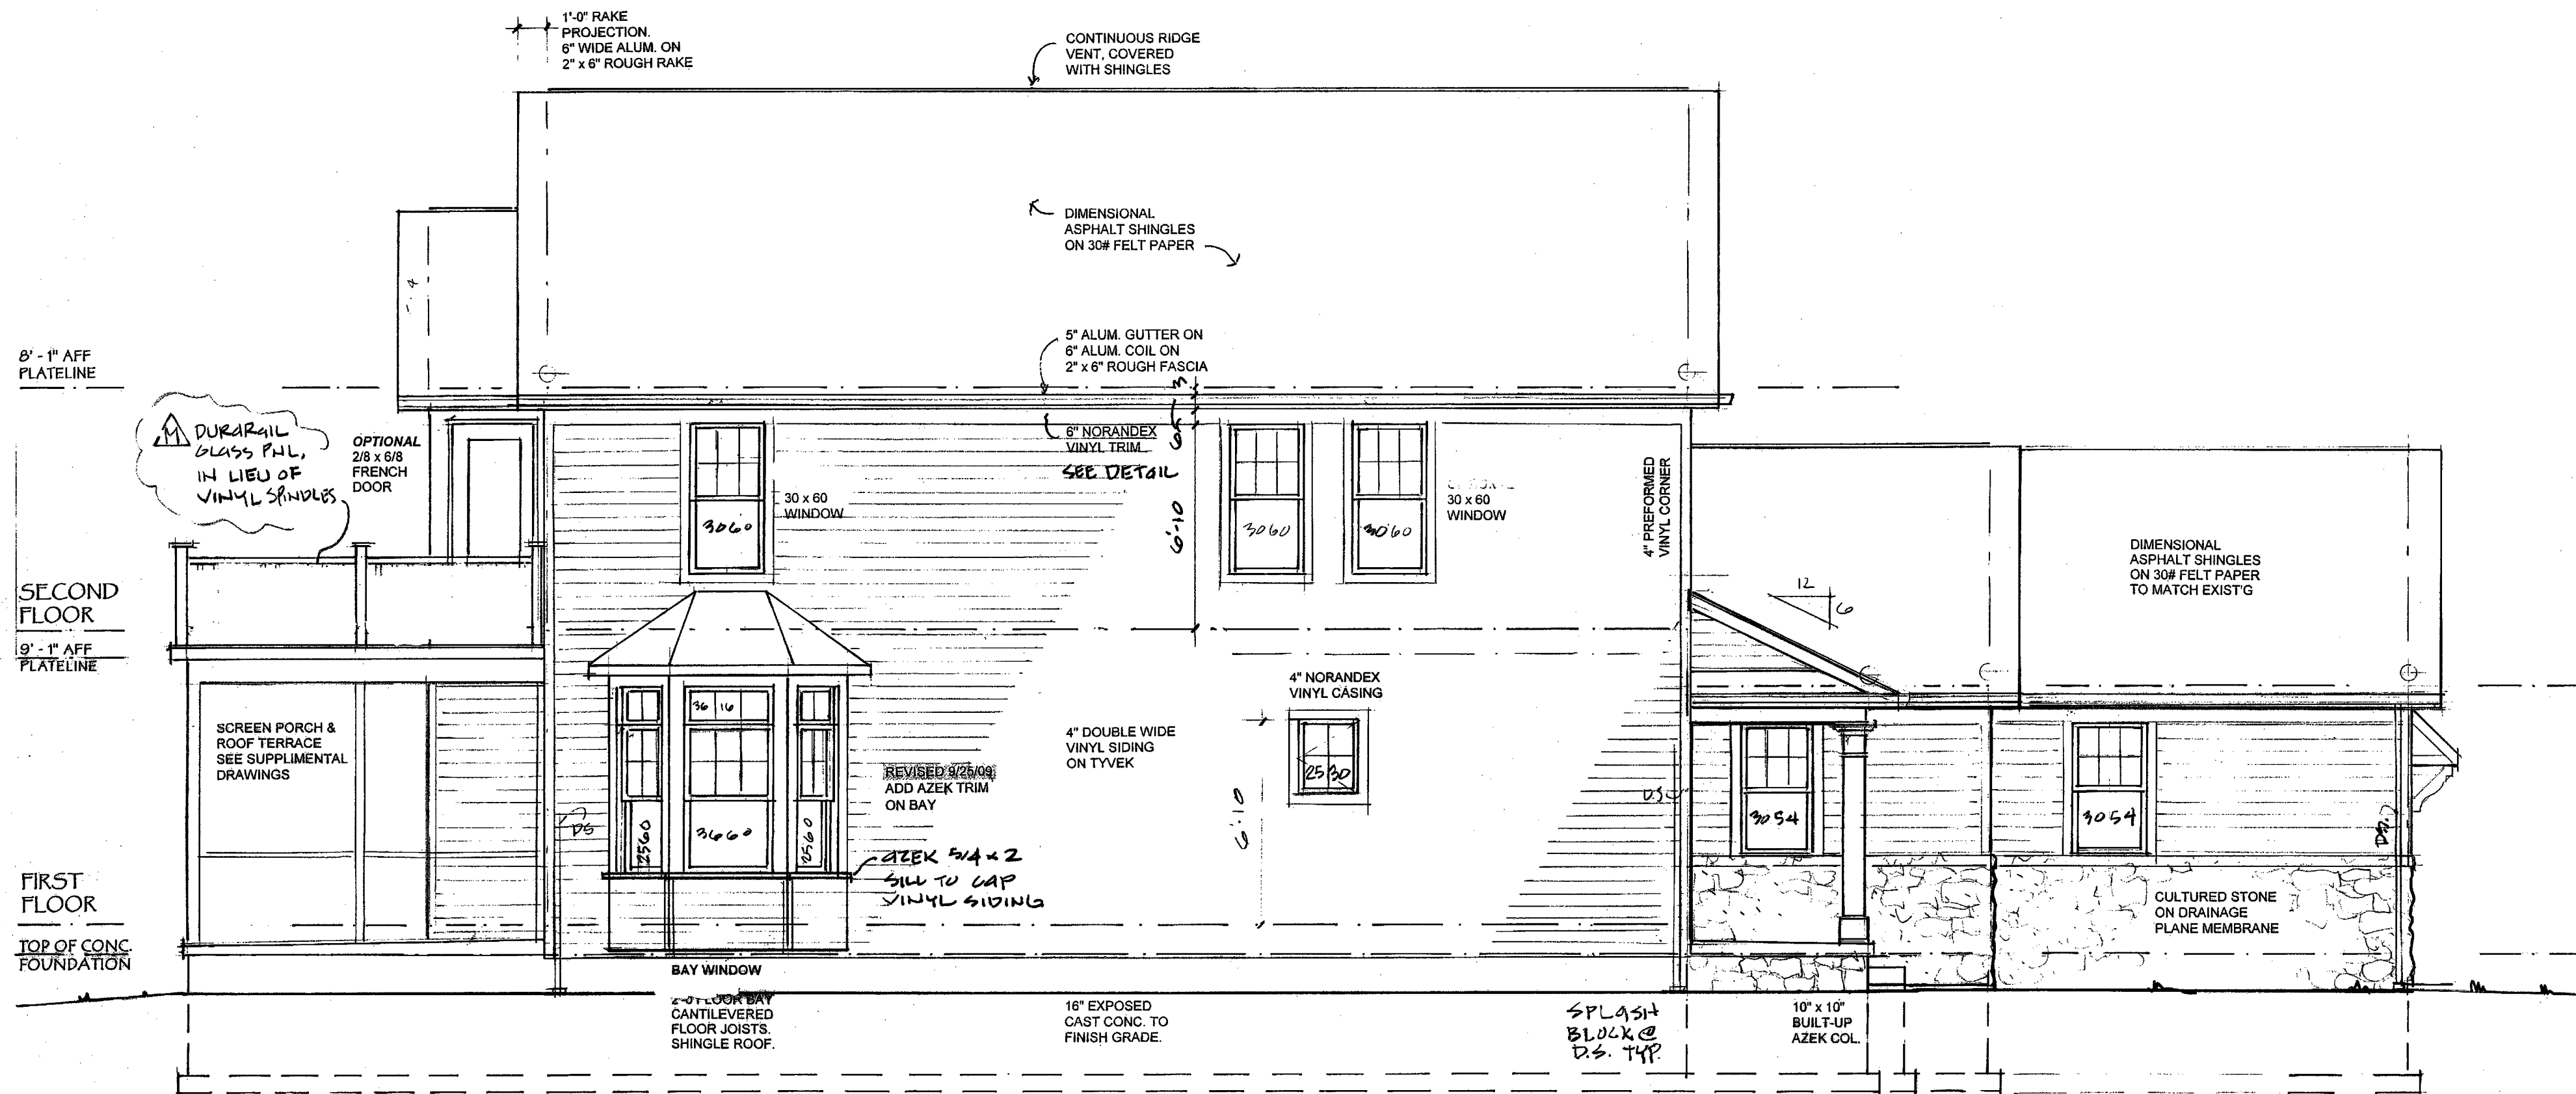 1'-0" RAKE
PROJECTION.
6" WIDE ALUM. ON
2" x 6" ROUGH RAKE
CONTINUOUS RIDGE
VENT, COVERED
WITH SHINGLES
DIMENSIONAL
ASPHALT SHINGLES
ON 30# FELT PAPER
5" ALUM. GUTTER ON
6" ALUM. COIL ON
2" x 6" ROUGH FASCIA
8' - 1" AFF
PLATELINE
M
DURARAIL
GLASS PNL,
IN LIEU OF
VINYL SPINDLES
OPTIONAL
2/8 x 6/8
FRENCH
DOOR
6" NORANDEX
VINYL TRIM
SEE DETAIL
3
6'-10
30 x 60
WINDOW
3060
3060
3060
30 x 60
WINDOW
4" PREFORMED
VINYL CORNER
12
6
DIMENSIONAL
ASPHALT SHINGLES
ON 30# FELT PAPER
TO MATCH EXIST'G
SECOND
FLOOR
9' - 1" AFF
PLATELINE
SCREEN PORCH &
ROOF TERRACE
SEE SUPPLIMENTAL
DRAWINGS
36 16
2560
3660
2560
DS
REVISED 9/25/09
ADD AZEK TRIM
ON BAY
AZEK 5/4 x 2
SILL TO CAP
VINYL SIDING
4" DOUBLE WIDE
VINYL SIDING
ON TYVEK
4" NORANDEX
VINYL CASING
2530
6'-10
D.S.
3054
3054
D.S.
CULTURED STONE
ON DRAINAGE
PLANE MEMBRANE
FIRST
FLOOR
TOP OF CONC.
FOUNDATION
BAY WINDOW
2'-0 FLOOR BAY
CANTILEVERED
FLOOR JOISTS.
SHINGLE ROOF.
16" EXPOSED
CAST CONC. TO
FINISH GRADE.
SPLASH
BLOCK @
D.S. TYP.
10" x 10"
BUILT-UP
AZEK COL.